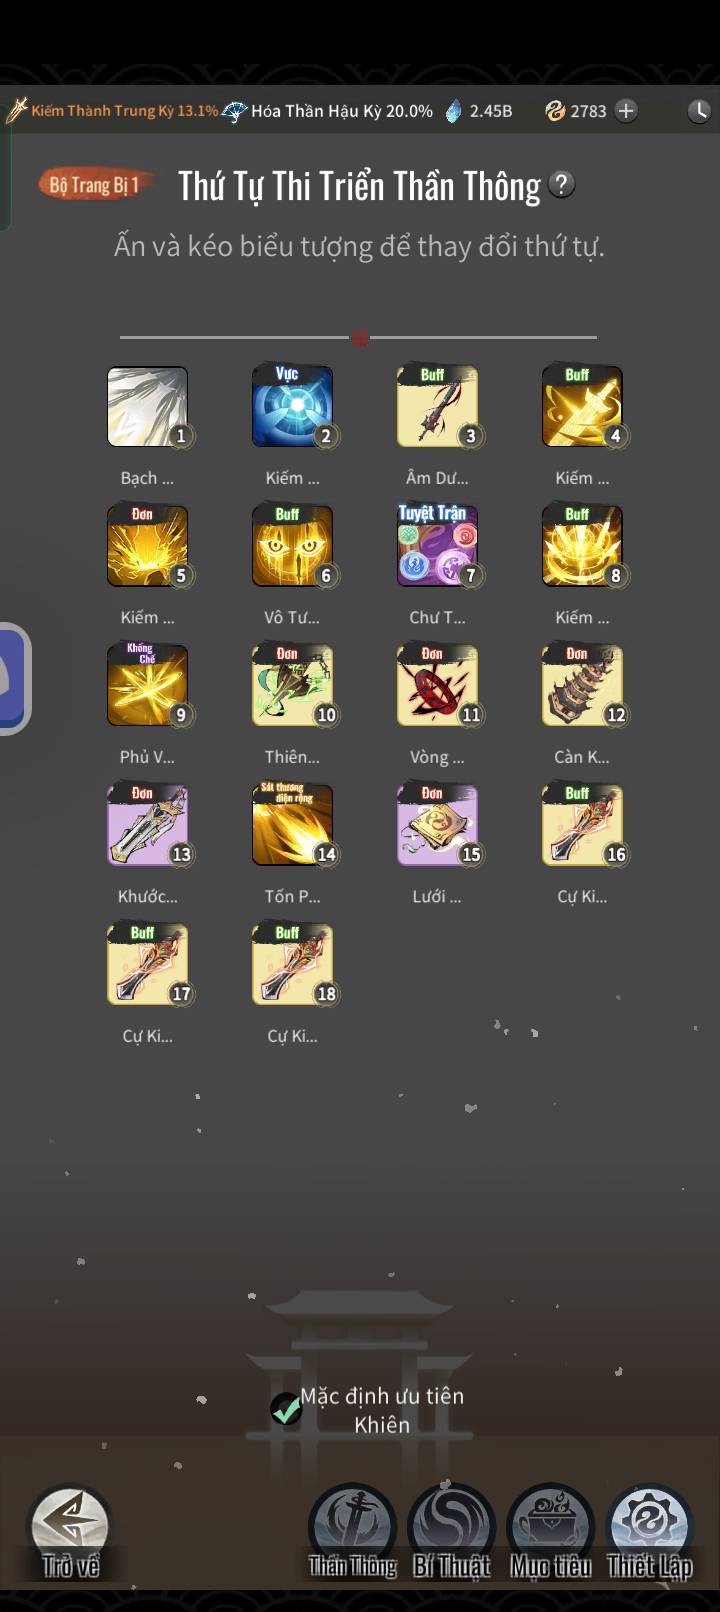 Kiếm Thành Trung Kỳ 13.1% Hóa Thần Hậu Kỳ 20.0% 2.45B 2783
Bộ Trang Bị 1 Thứ Tự Thi Triển Thần Thông ?
Ấn và kéo biểu tượng để thay đổi thứ tự.
Vực Buff Buff
1 2 3 4
Bạch ... Kiếm ... Âm Dư... Kiếm ...
Đơn Buff Tuyệt Trận Buff
5 6 7 8
Kiếm ... Vô Tư... Chư T... Kiếm ...
Khống
Chế Đơn Đơn Đơn
9 10 11 12
Phủ V... Thiên... Vòng ... Càn K...
Đơn Sát thương
diện rộng Đơn Buff
13 14 15 16
Khước... Tốn P... Lưới ... Cự Ki...
Buff Buff
17 18
Cự Ki... Cự Ki...
Mặc định ưu tiên
Khiên
Trở về Thần Thông Bí Thuật Mục tiêu Thiết Lập